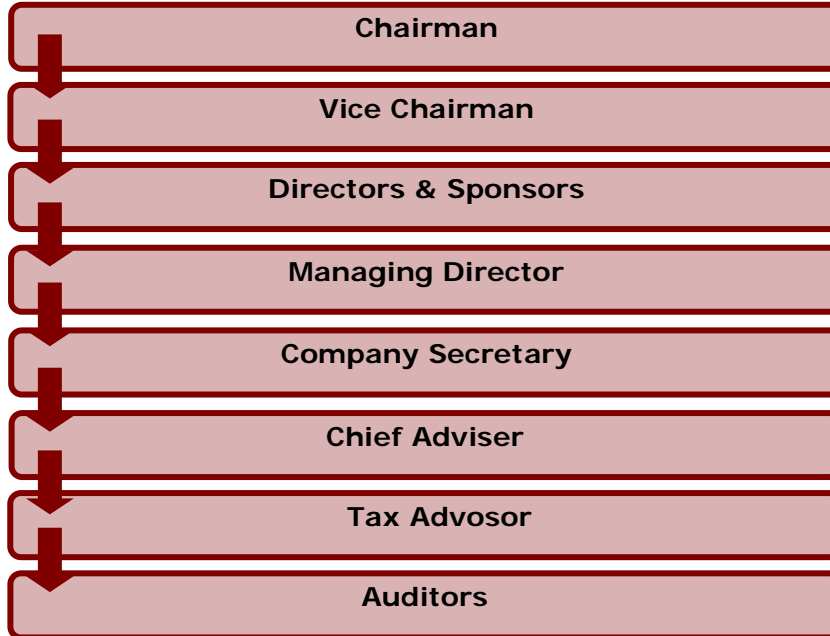 Chairman
Vice Chairman
Directors & Sponsors
Managing Director
Company Secretary
Chief Adviser
Tax Advosor
Auditors